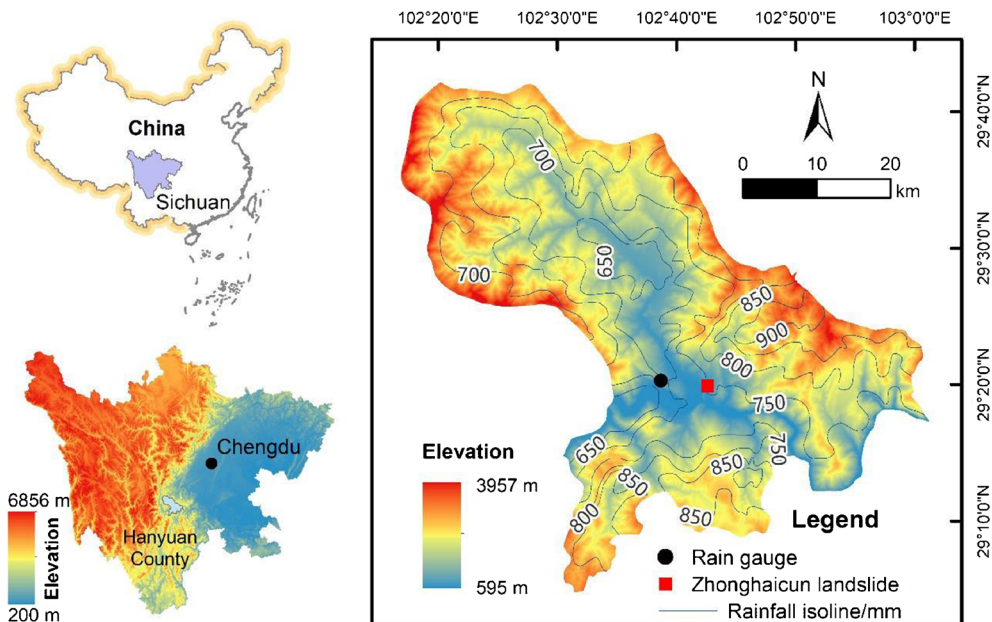 China
Sichuan
Chengdu
Hanyuan
County
6856 m
Elevation
200 m
102°20'0"E
102°30'0"E
102°40'0"E
102°50'0"E
103°0'0"E
N
0
10
20
km
29°40'0"N
29°30'0"N
29°20'0"N
29°10'0"N
700
650
700
850
900
800
750
650
750
850
850
800
850
Elevation
3957 m
595 m
Legend
Rain gauge
Zhonghaicun landslide
Rainfall isoline/mm